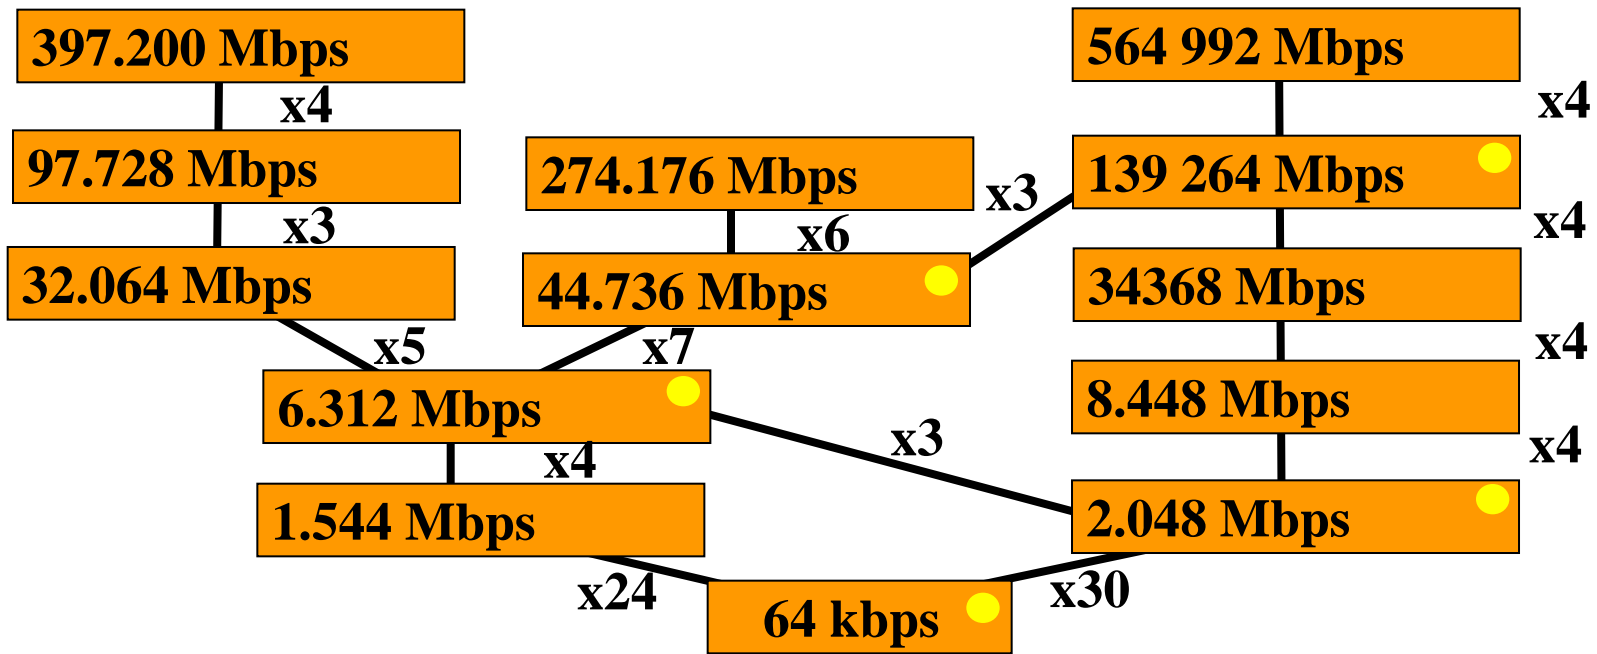 397.200 Mbps
564 992 Mbps
x4
x4
97.728 Mbps
274.176 Mbps
139 264 Mbps
x3
x3
x6
x4
32.064 Mbps
44.736 Mbps
34368 Mbps
x5
x7
x4
6.312 Mbps
8.448 Mbps
x3
x4
x4
1.544 Mbps
2.048 Mbps
x24
x30
64 kbps